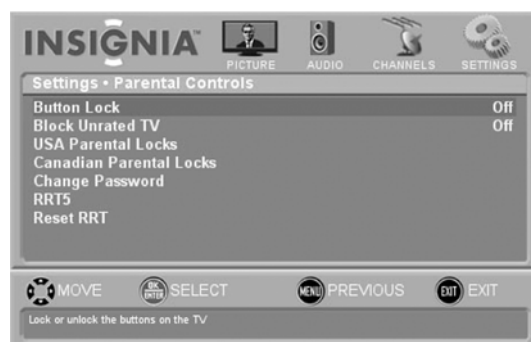 INSIGNIA™
PICTURE AUDIO CHANNELS SETTINGS
Settings • Parental Controls
Button Lock Off
Block Unrated TV Off
USA Parental Locks
Canadian Parental Locks
Change Password
RRT5
Reset RRT
MOVE OK ENTER SELECT MENU PREVIOUS EXIT EXIT
Lock or unlock the buttons on the TV